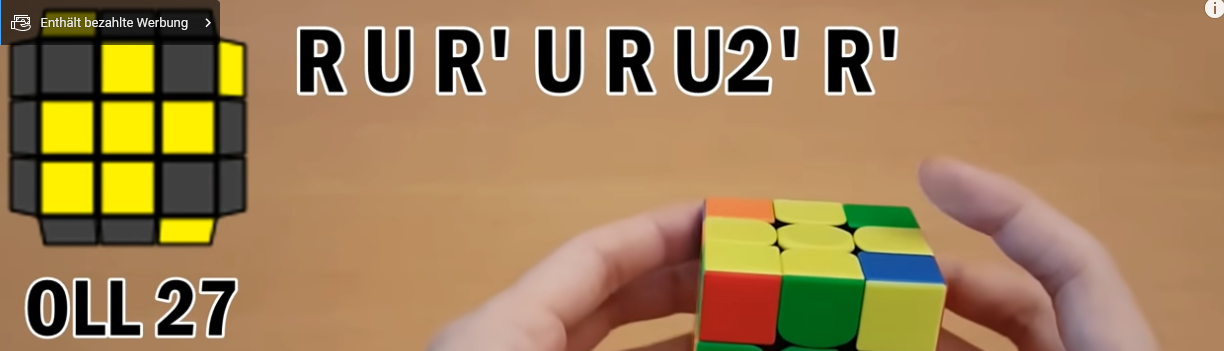 Enthält bezahlte Werbung
R U R' U R U2' R'
OLL 27